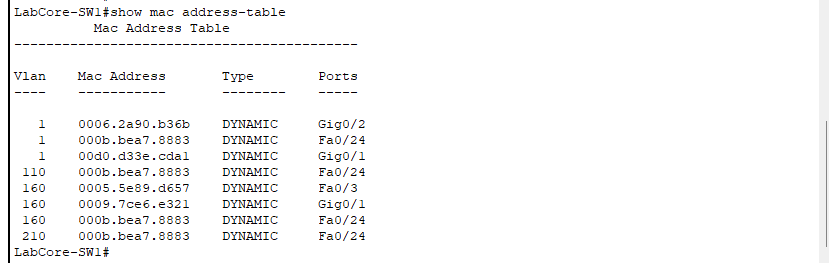 LabCore-SW1#show mac address-table
Mac Address Table
-------------------------------------------
Vlan    Mac Address       Type        Ports
----    -----------       --------    -----
1    0006.2a90.b36b    DYNAMIC     Gig0/2
1    000b.bea7.8883    DYNAMIC     Fa0/24
1    00d0.d33e.cda1    DYNAMIC     Gig0/1
110    000b.bea7.8883    DYNAMIC     Fa0/24
160    0005.5e89.d657    DYNAMIC     Fa0/3
160    0009.7ce6.e321    DYNAMIC     Gig0/1
160    000b.bea7.8883    DYNAMIC     Fa0/24
210    000b.bea7.8883    DYNAMIC     Fa0/24
LabCore-SW1#